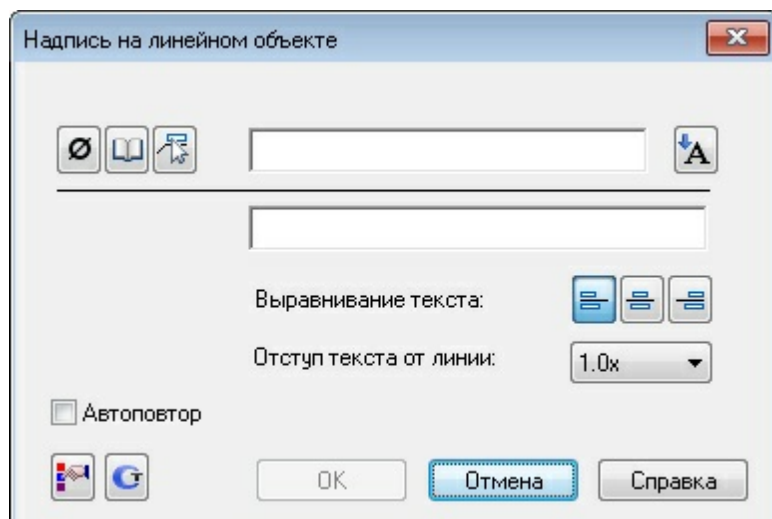 Надпись на линейном объекте
Ø
A
Выравнивание текста:
Отступ текста от линии:
1.0x
Автоповтор
OK
Отмена
Справка